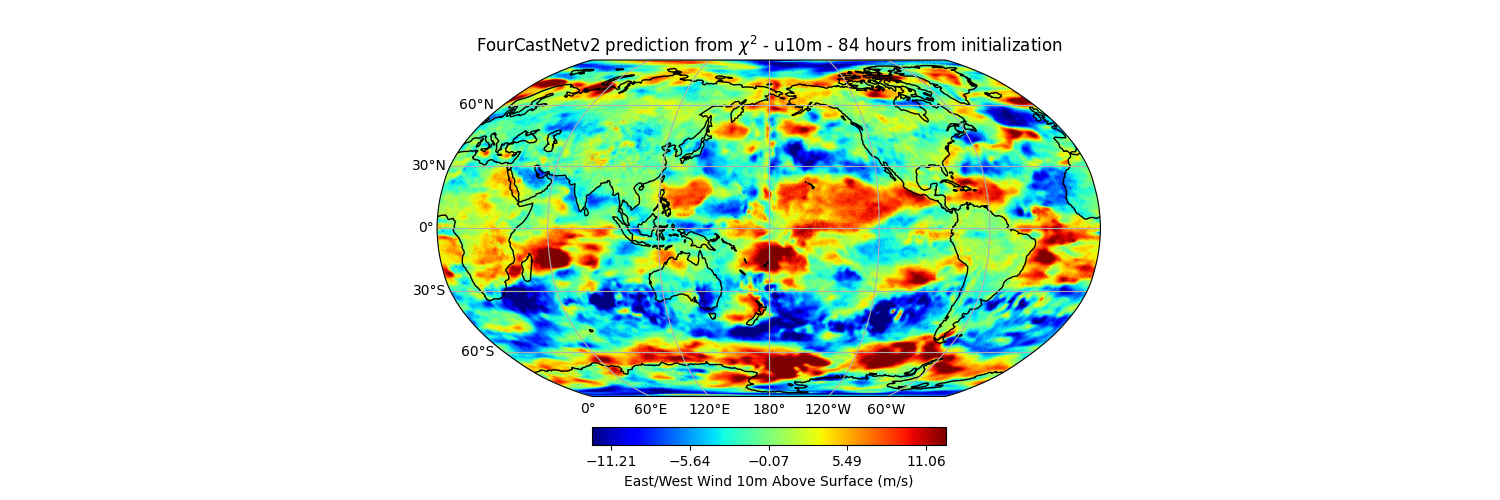 FourCastNetv2 prediction from χ² - u10m - 84 hours from initialization
60°N
30°N
0°
30°S
60°S
0° 60°E 120°E 180° 120°W 60°W
−11.21 −5.64 −0.07 5.49 11.06
East/West Wind 10m Above Surface (m/s)